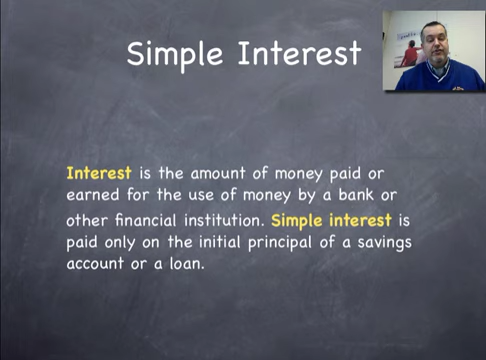 Simple Interest
Interest is the amount of money paid or
earned for the use of money by a bank or
other financial institution. Simple interest is
paid only on the initial principal of a savings
account or a loan.